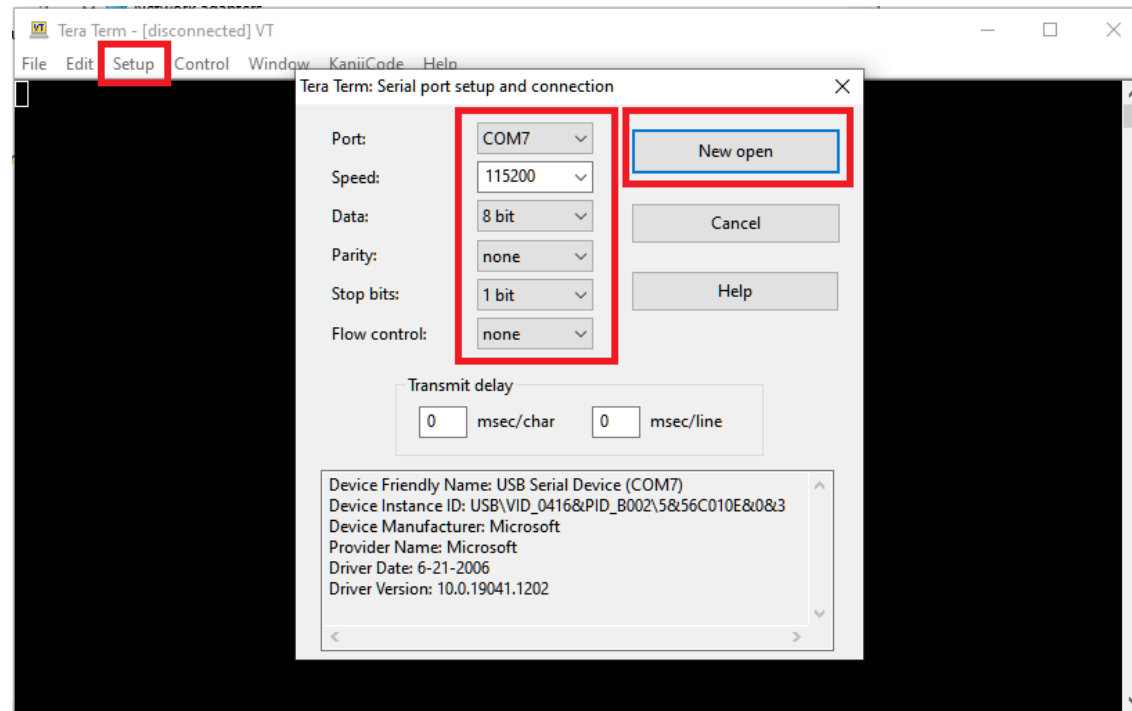 Network adapters
Tera Term - [disconnected] VT
File Edit Setup Control Window KanjiCode Help
Tera Term: Serial port setup and connection
Port: COM7
New open
Speed: 115200
Data: 8 bit
Cancel
Parity: none
Stop bits: 1 bit
Help
Flow control: none
Transmit delay
0 msec/char 0 msec/line
Device Friendly Name: USB Serial Device (COM7)
Device Instance ID: USB\VID_0416&PID_B002\5&56C010E&0&3
Device Manufacturer: Microsoft
Provider Name: Microsoft
Driver Date: 6-21-2006
Driver Version: 10.0.19041.1202